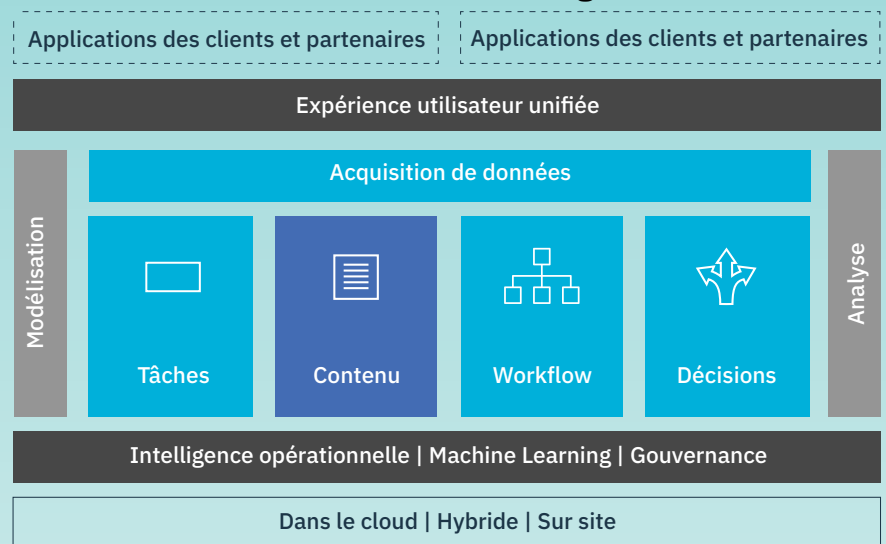 Applications des clients et partenaires
Applications des clients et partenaires
Expérience utilisateur unifiée
Acquisition de données
Modélisation
Tâches
Contenu
Workflow
Décisions
Analyse
Intelligence opérationnelle | Machine Learning | Gouvernance
Dans le cloud | Hybride | Sur site